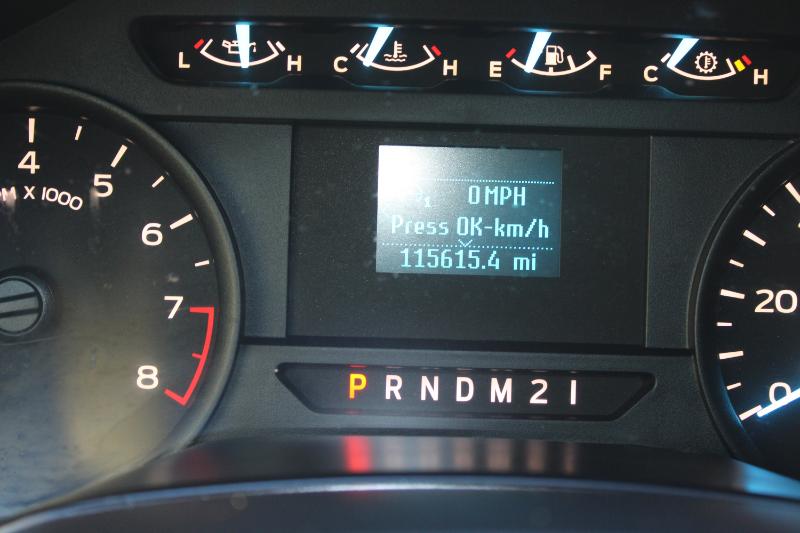 L H C H E F C H
4
5
6
7
8
X 1000
0 MPH
Press OK-km/h
115615.4 mi
P R N D M 2 1
20
0